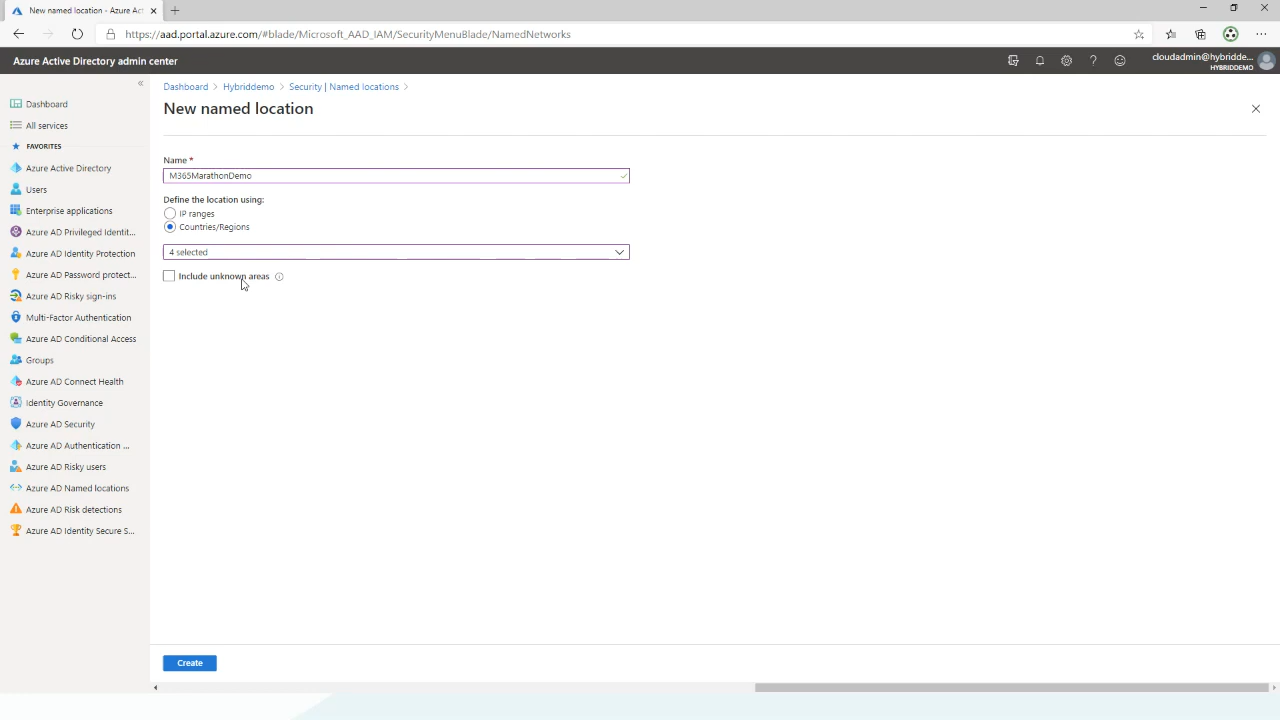 New named location - Azure Act
https://aad.portal.azure.com/#blade/Microsoft_AAD_IAM/SecurityMenuBlade/NamedNetworks
Azure Active Directory admin center
cloudadmin@hybridde...
HYBRIDDEMO
Dashboard
All services
FAVORITES
Azure Active Directory
Users
Enterprise applications
Azure AD Privileged Identit...
Azure AD Identity Protection
Azure AD Password protect...
Azure AD Risky sign-ins
Multi-Factor Authentication
Azure AD Conditional Access
Groups
Azure AD Connect Health
Identity Governance
Azure AD Security
Azure AD Authentication ...
Azure AD Risky users
Azure AD Named locations
Azure AD Risk detections
Azure AD Identity Secure S...
Dashboard > Hybriddemo > Security | Named locations >
New named location
Name *
M365MarathonDemo
Define the location using:
IP ranges
Countries/Regions
4 selected
Include unknown areas
Create